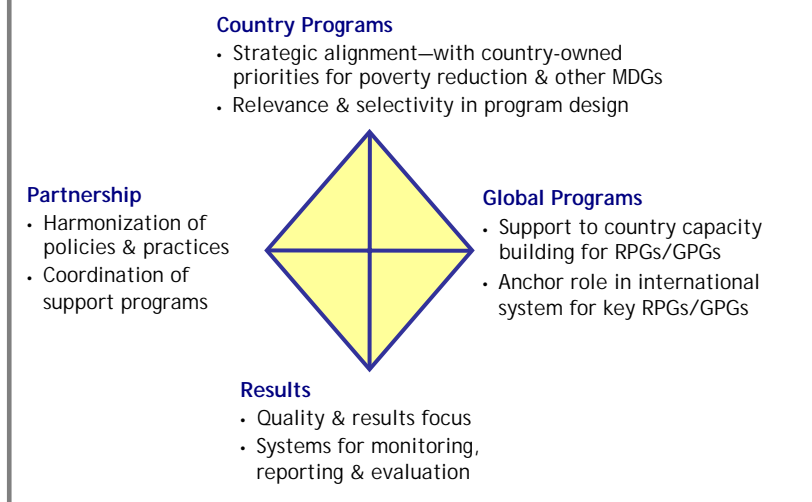 Country Programs
• Strategic alignment—with country-owned
priorities for poverty reduction & other MDGs
• Relevance & selectivity in program design
Partnership
• Harmonization of
policies & practices
• Coordination of
support programs
Global Programs
• Support to country capacity
building for RPGs/GPGs
• Anchor role in international
system for key RPGs/GPGs
Results
• Quality & results focus
• Systems for monitoring,
reporting & evaluation